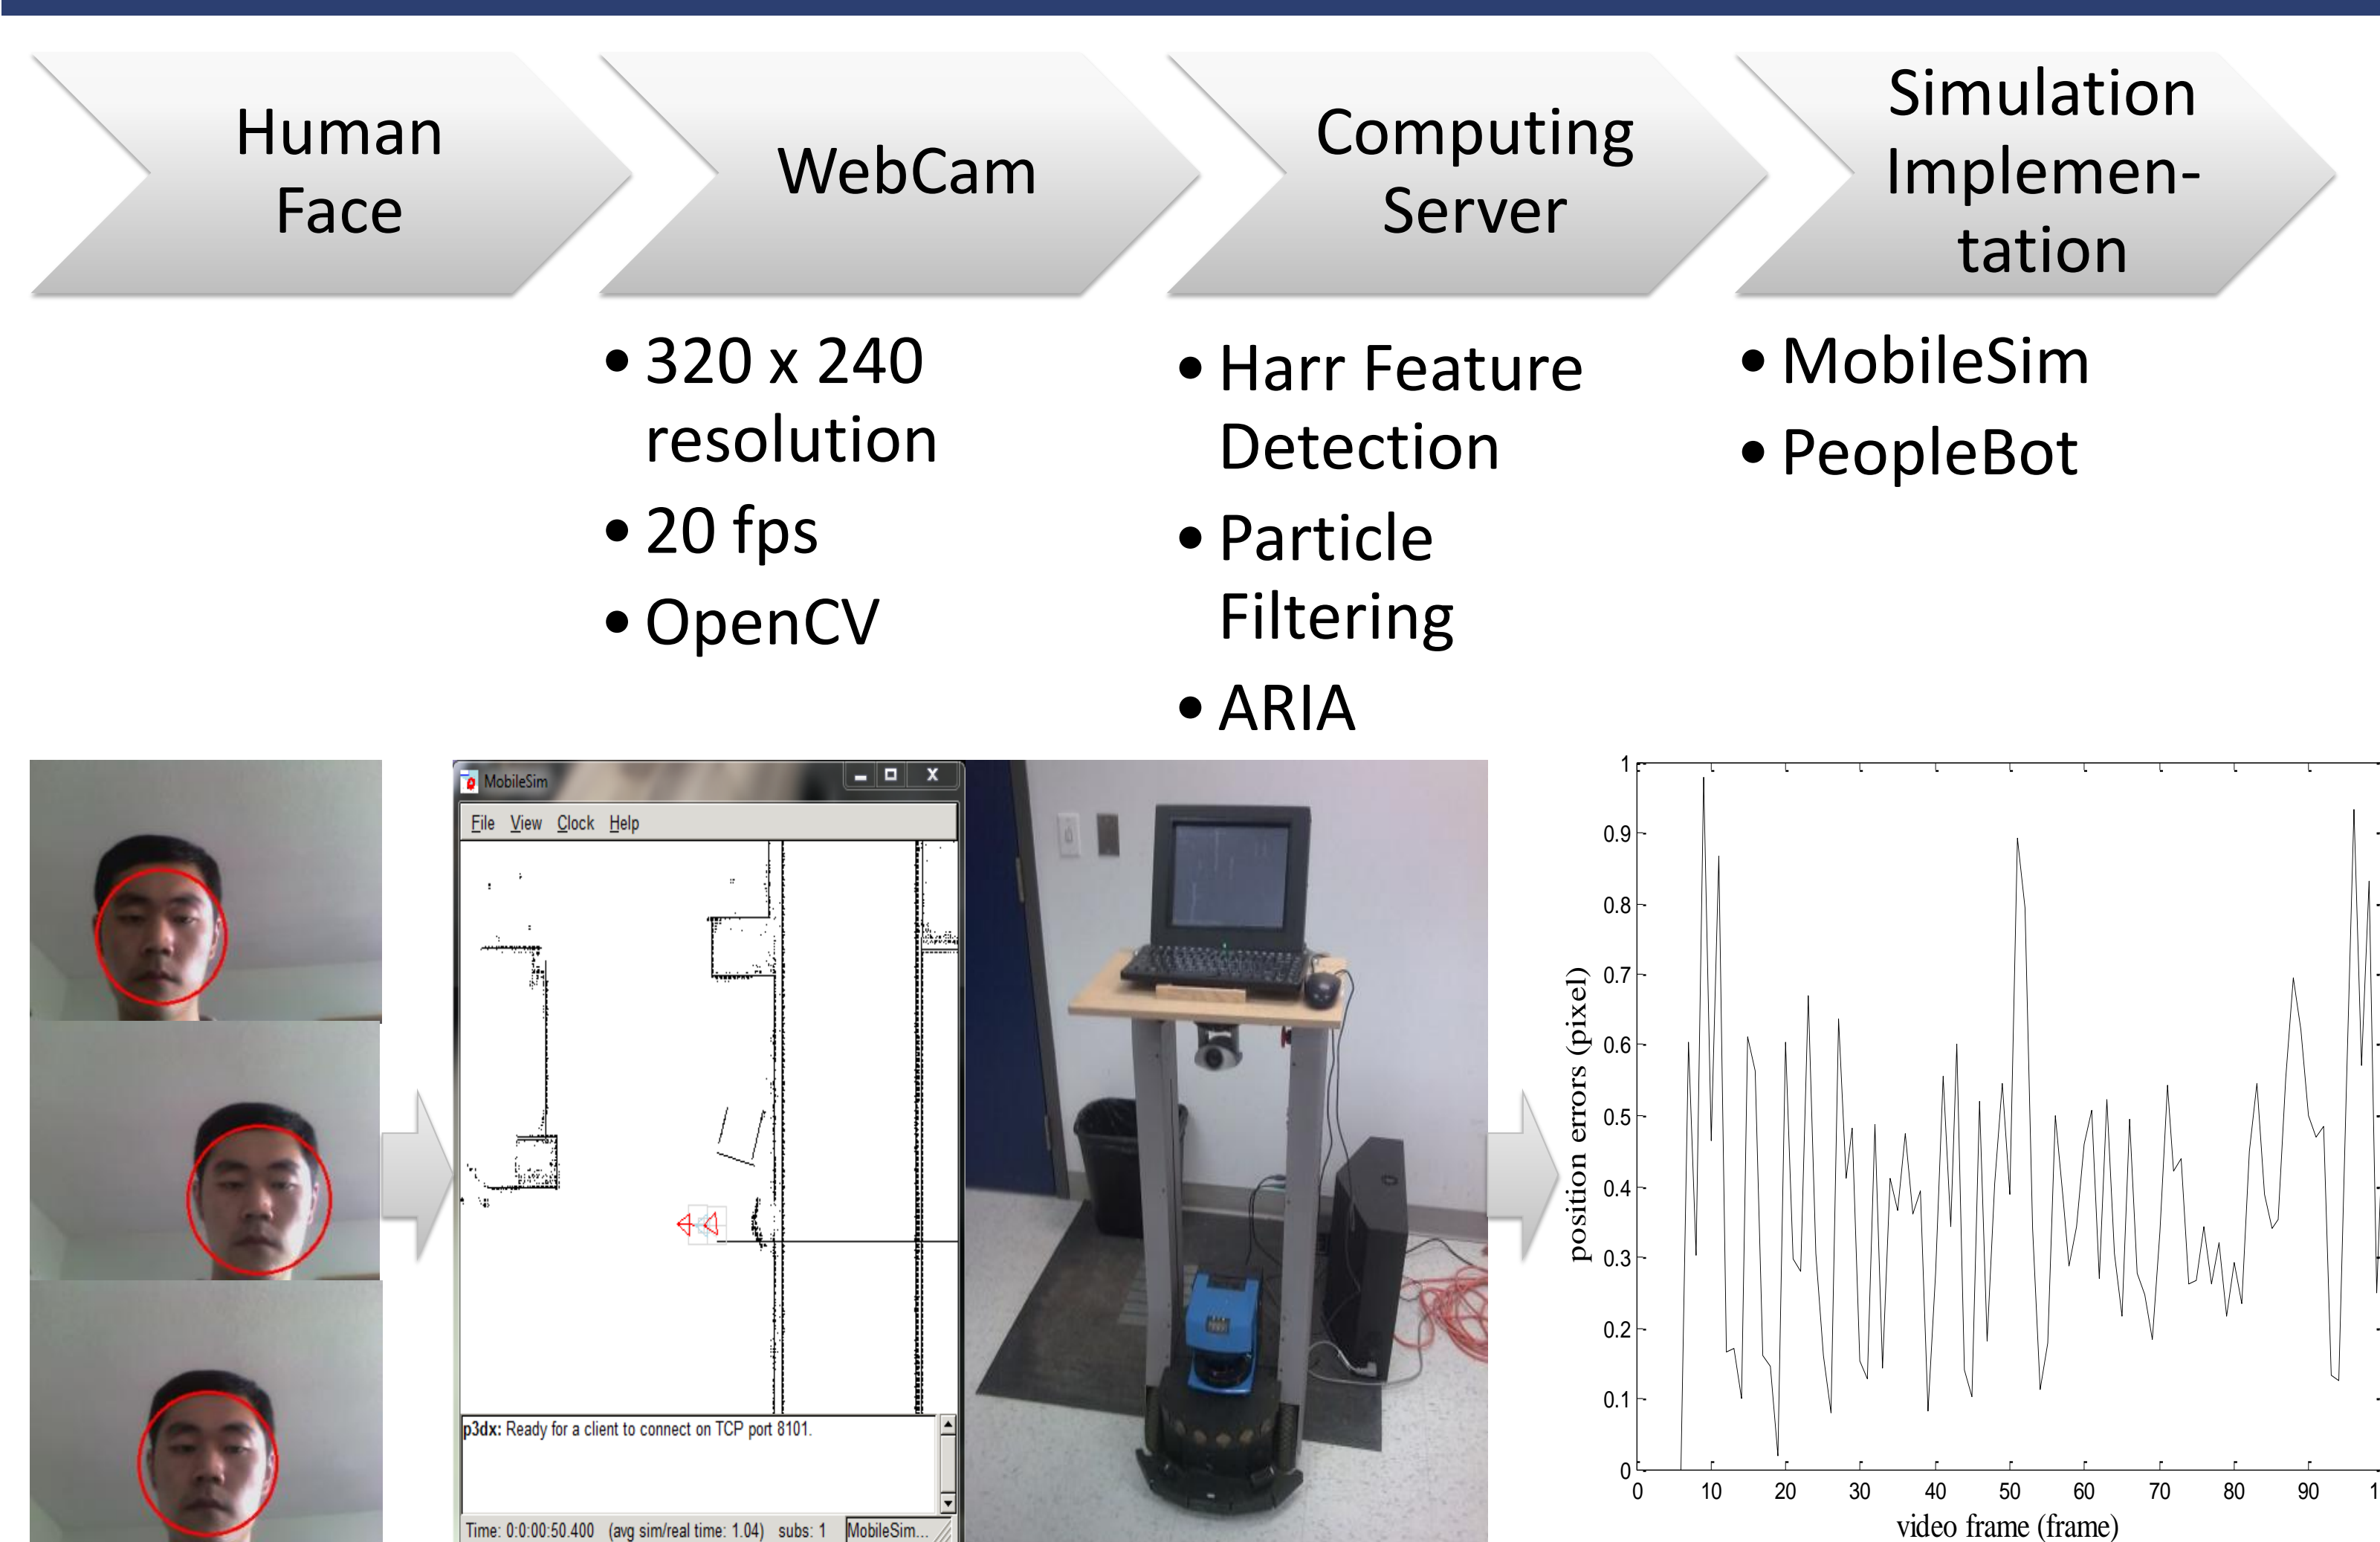 Human
Face
WebCam
Computing
Server
Simulation
Implemen-
tation
• 320 x 240
resolution
• 20 fps
• OpenCV
• Harr Feature
Detection
• Particle
Filtering
• ARIA
• MobileSim
• PeopleBot
MobileSim
File View Clock Help
p3dx: Ready for a client to connect on TCP port 8101.
Time: 0:0:00:50.400 (avg sim/real time: 1.04) subs: 1 MobileSim...
position errors (pixel)
1
0.9
0.8
0.7
0.6
0.5
0.4
0.3
0.2
0.1
0
0 10 20 30 40 50 60 70 80 90 1
video frame (frame)